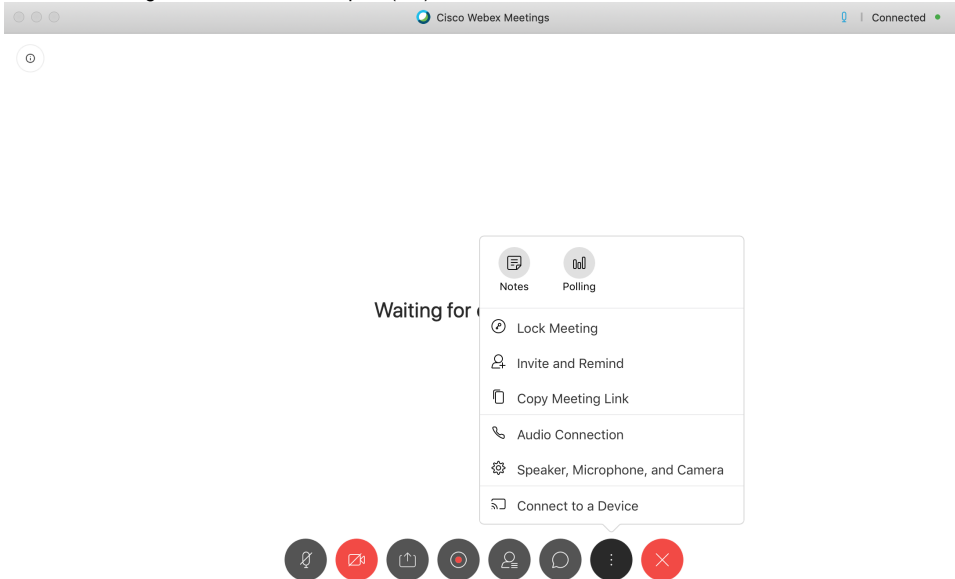 Cisco Webex Meetings
Connected
Notes
Polling
Waiting for
Lock Meeting
Invite and Remind
Copy Meeting Link
Audio Connection
Speaker, Microphone, and Camera
Connect to a Device